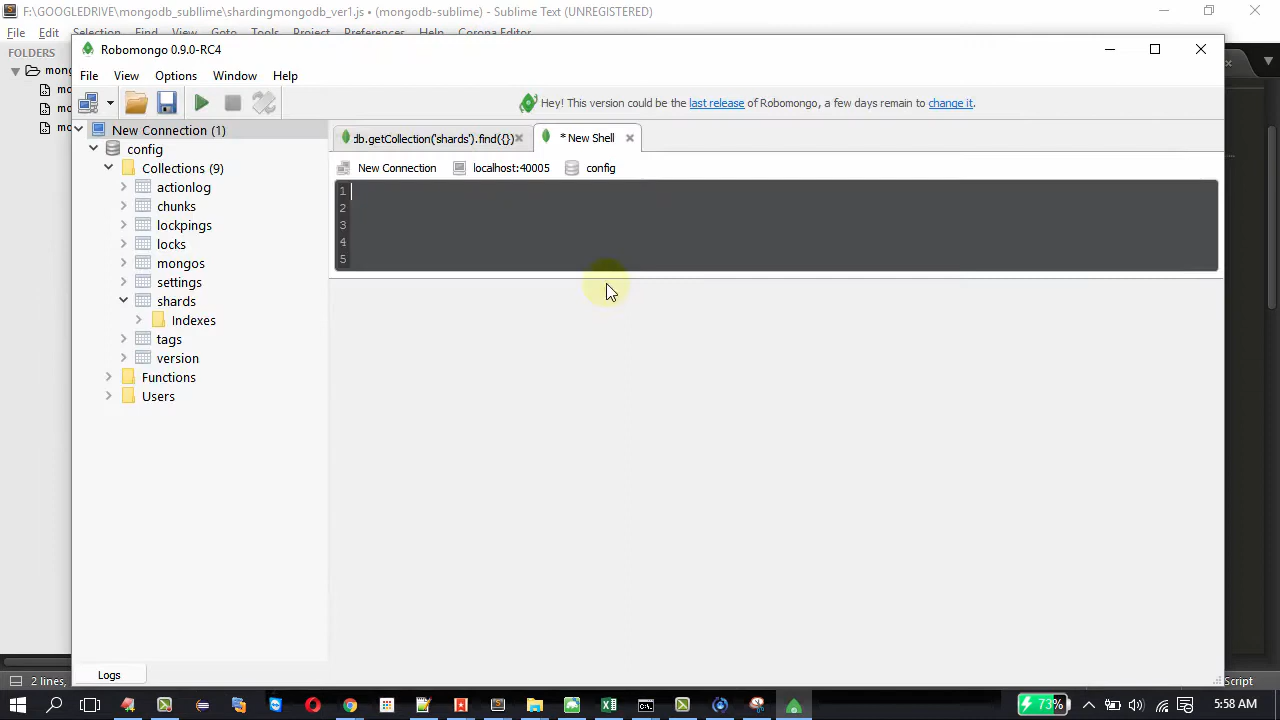 F:\GOOGLEDRIVE\mongodb_subllime\shardingmongodb_ver1.js • (mongodb-sublime) - Sublime Text (UNREGISTERED)
File Edit Selection Find View Goto Tools Project Preferences Help Corona Editor
FOLDERS
Robomongo 0.9.0-RC4
File View Options Window Help
Hey! This version could be the last release of Robomongo, a few days remain to change it.
New Connection (1)
config
Collections (9)
actionlog
chunks
lockpings
locks
mongos
settings
shards
Indexes
tags
version
Functions
Users
db.getCollection('shards').find({})
* New Shell
New Connection localhost:40005 config
1
2
3
4
5
Logs
2 lines,
Script
73%
5:58 AM